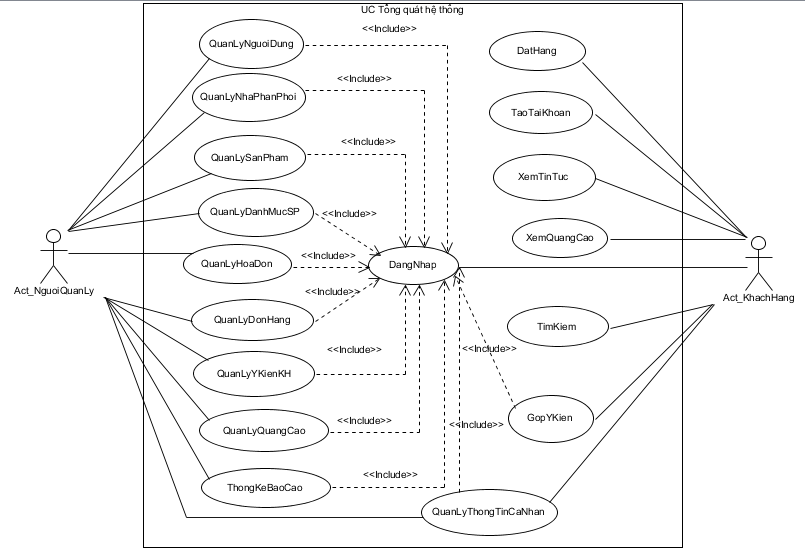 UC Tổng quát hệ thống
QuanLyNguoiDung
<<Include>>
DatHang
QuanLyNhaPhanPhoi
<<Include>>
TaoTaiKhoan
QuanLySanPham
<<Include>>
XemTinTuc
QuanLyDanhMucSP
<<Include>>
XemQuangCao
QuanLyHoaDon
<<Include>>
DangNhap
Act_NguoiQuanLy
Act_KhachHang
<<Include>>
QuanLyDonHang
TimKiem
<<Include>>
<<Include>>
QuanLyYKienKH
GopYKien
<<Include>>
<<Include>>
QuanLyQuangCao
<<Include>>
ThongKeBaoCao
QuanLyThongTinCaNhan